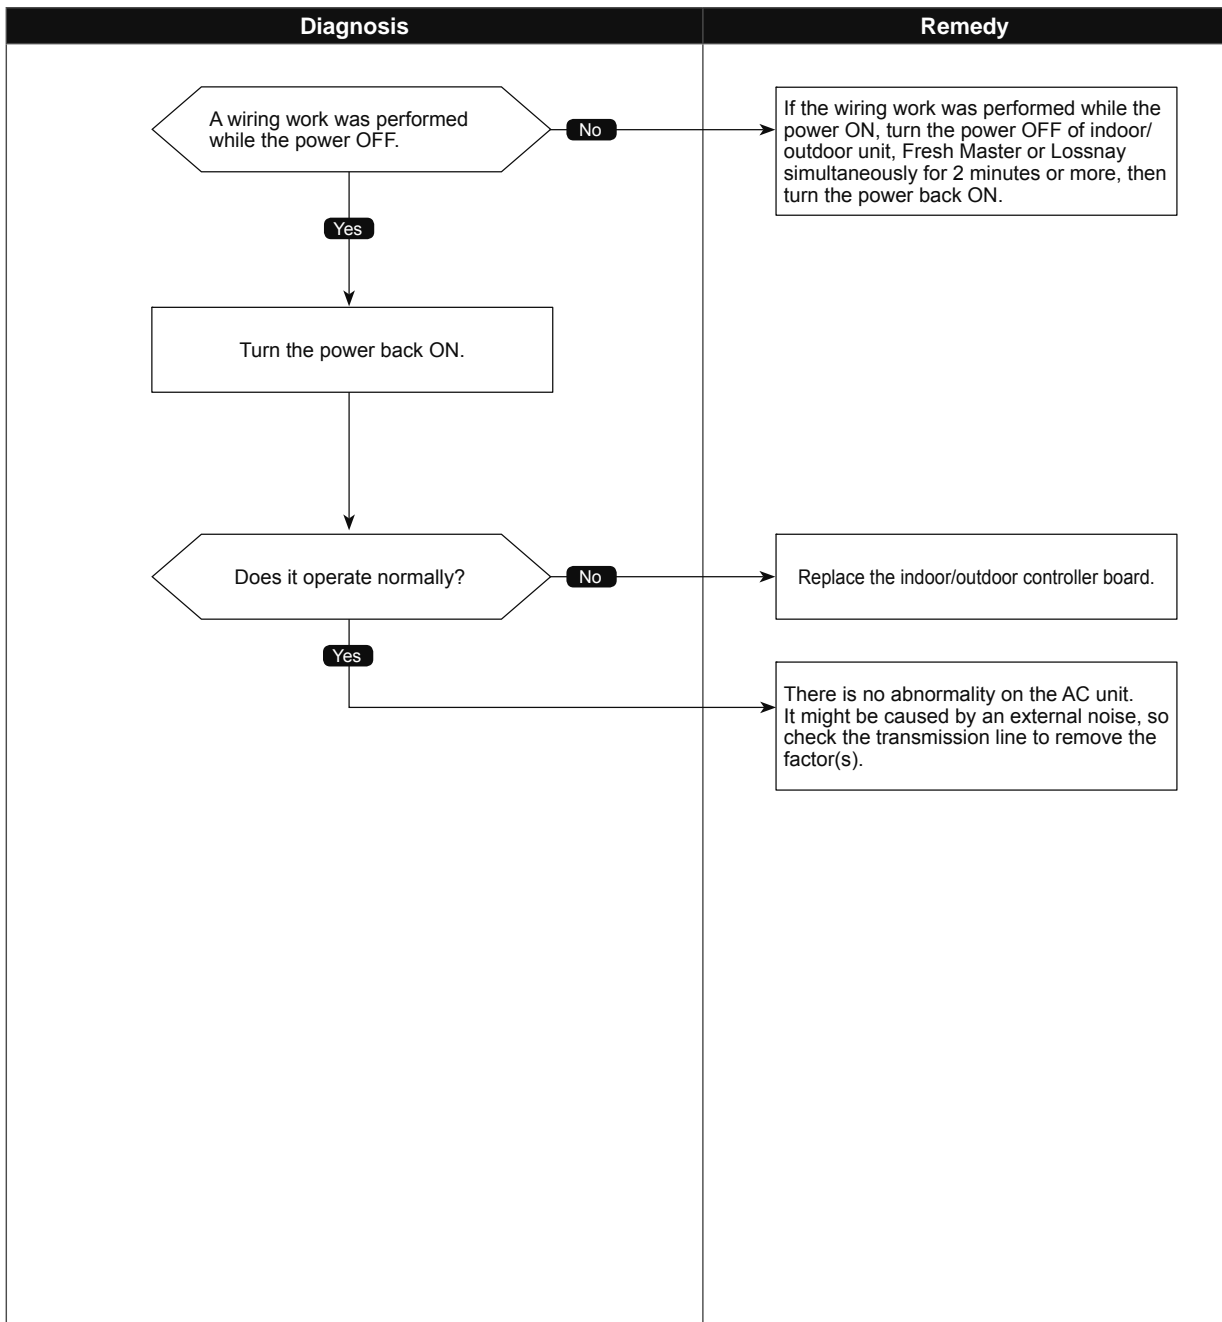 Diagnosis
Remedy
A wiring work was performed
while the power OFF.
No
If the wiring work was performed while the
power ON, turn the power OFF of indoor/
outdoor unit, Fresh Master or Lossnay
simultaneously for 2 minutes or more, then
turn the power back ON.
Yes
Turn the power back ON.
Does it operate normally?
No
Replace the indoor/outdoor controller board.
Yes
There is no abnormality on the AC unit.
It might be caused by an external noise, so
check the transmission line to remove the
factor(s).